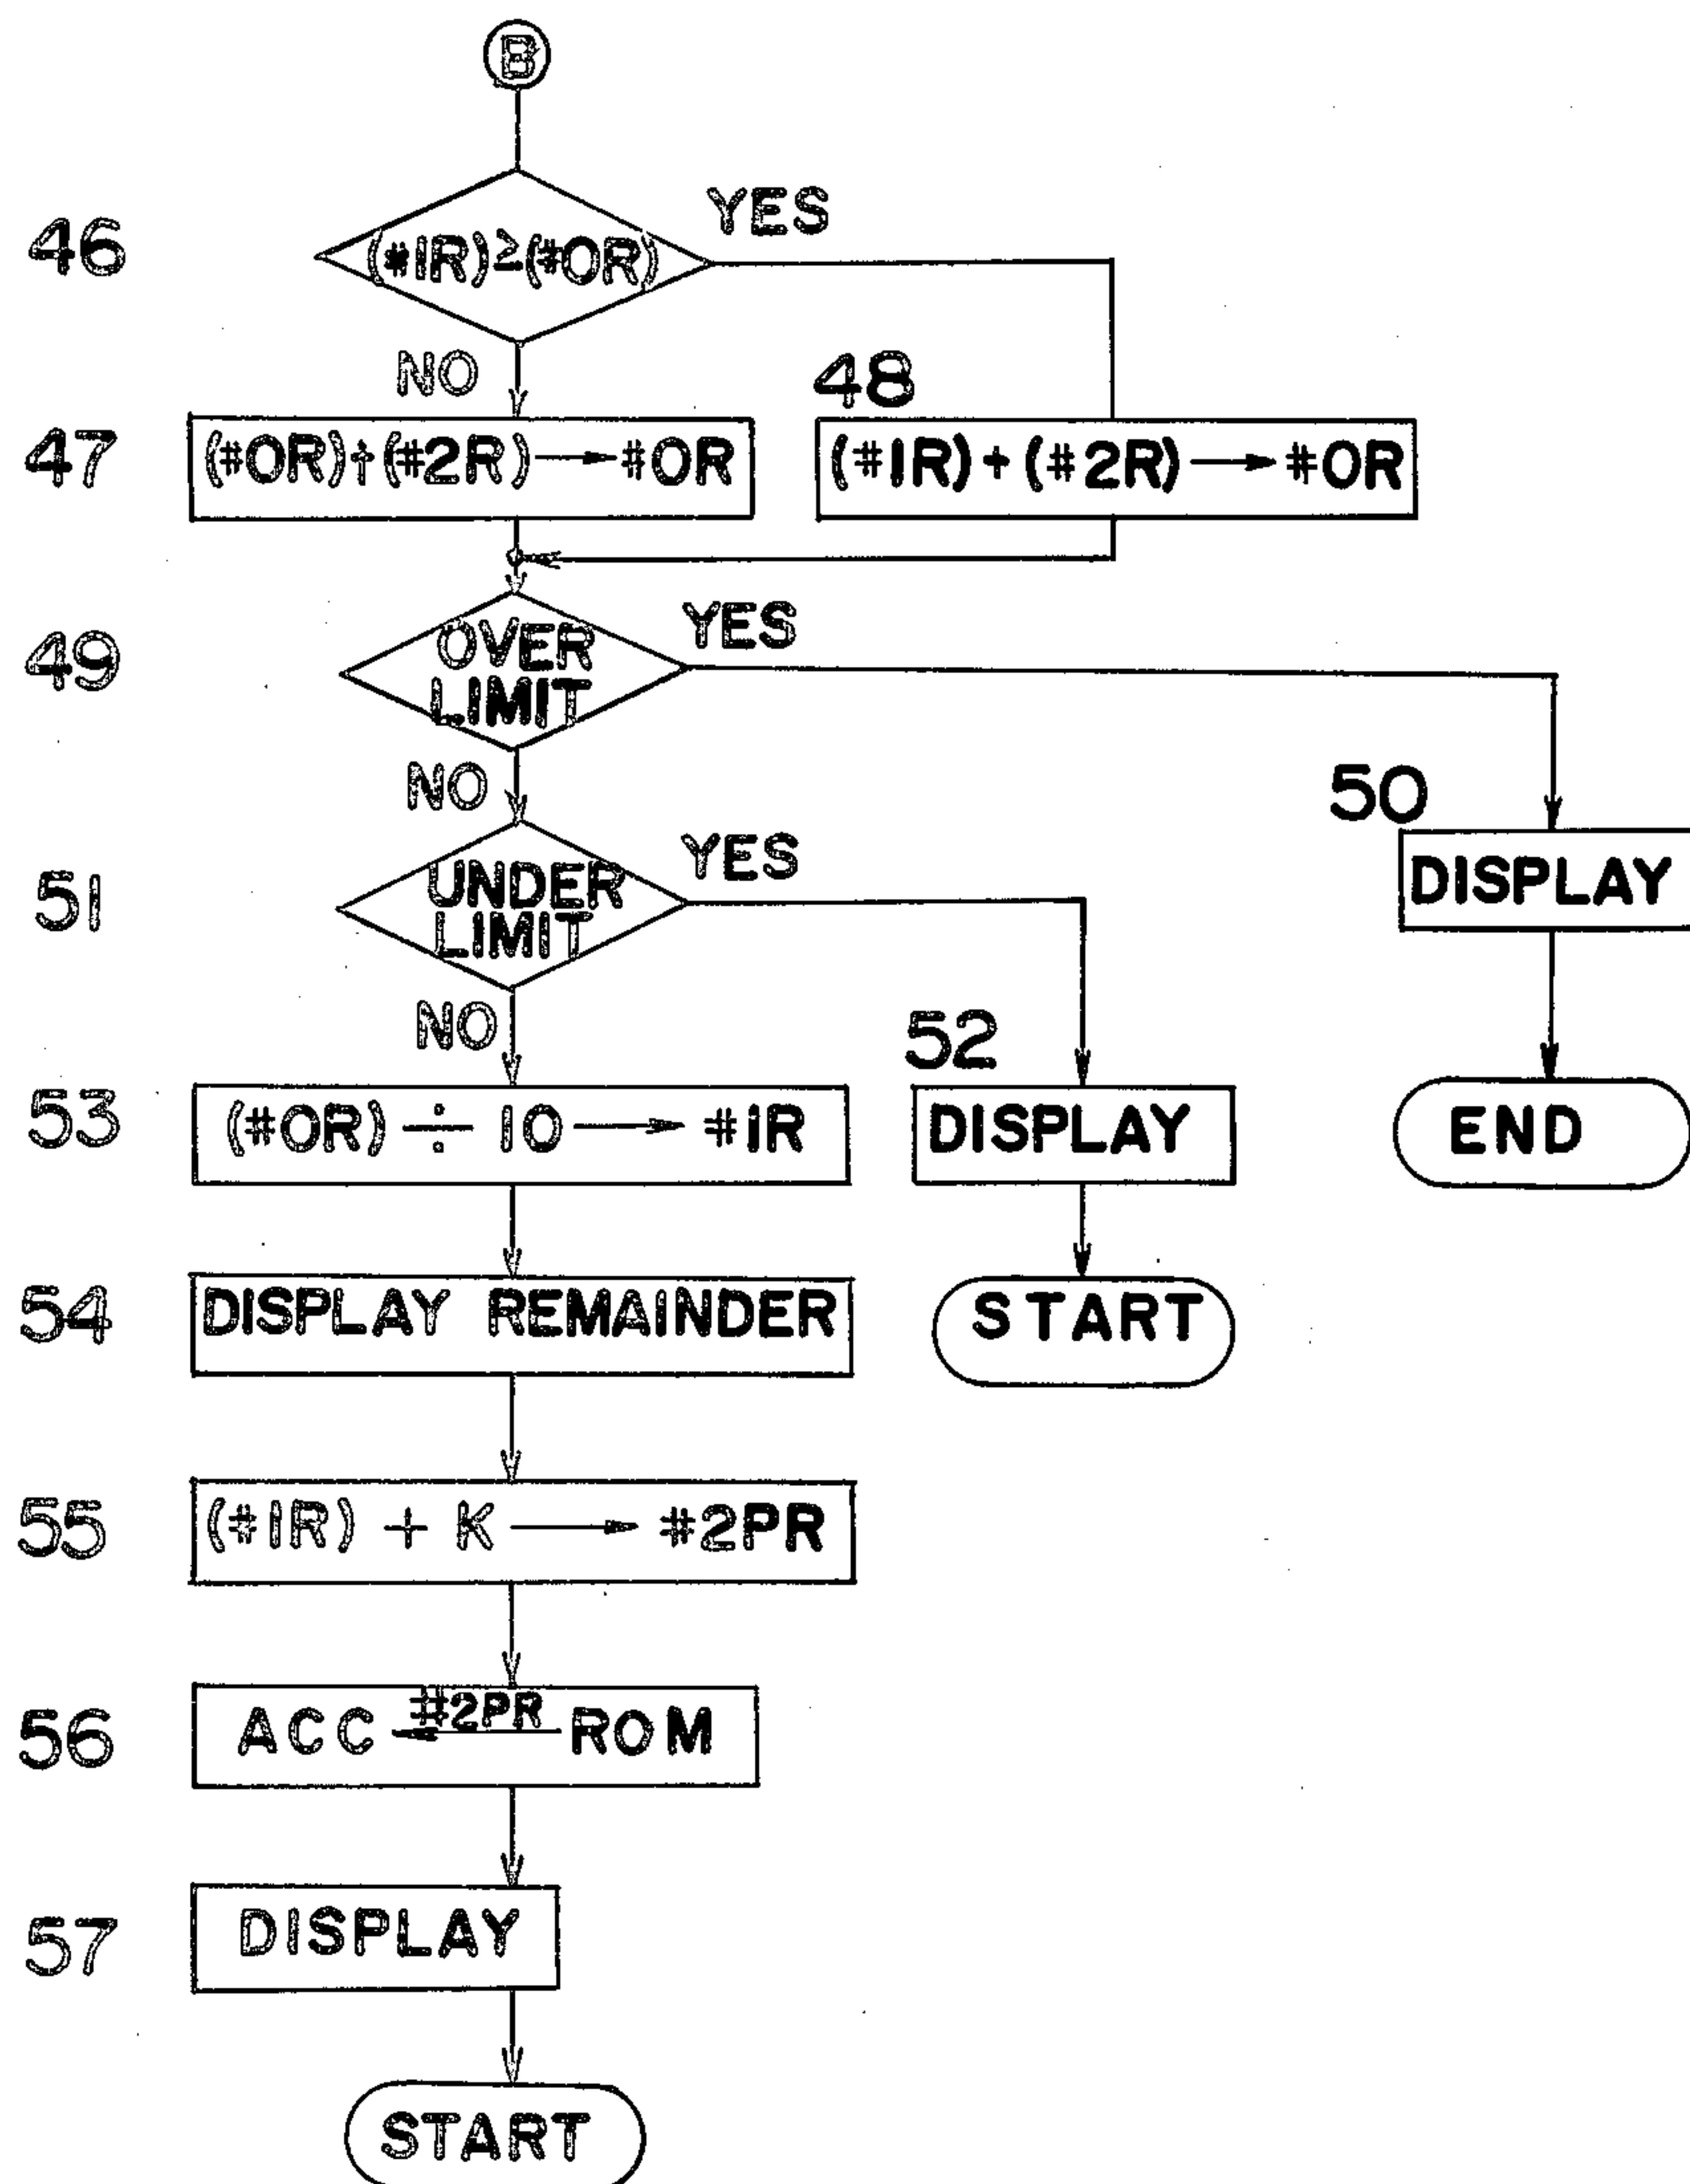 B
46
(#1R)≥(#0R)
YES
NO
47
(#0R)+(#2R)→#0R
48
(#1R)+(#2R)→#0R
49
OVER
LIMIT
YES
NO
50
DISPLAY
END
51
UNDER
LIMIT
YES
NO
52
DISPLAY
START
53
(#0R)÷10→#1R
54
DISPLAY REMAINDER
55
(#1R)+K→#2PR
56
#2PR
ACC←ROM
57
DISPLAY
START